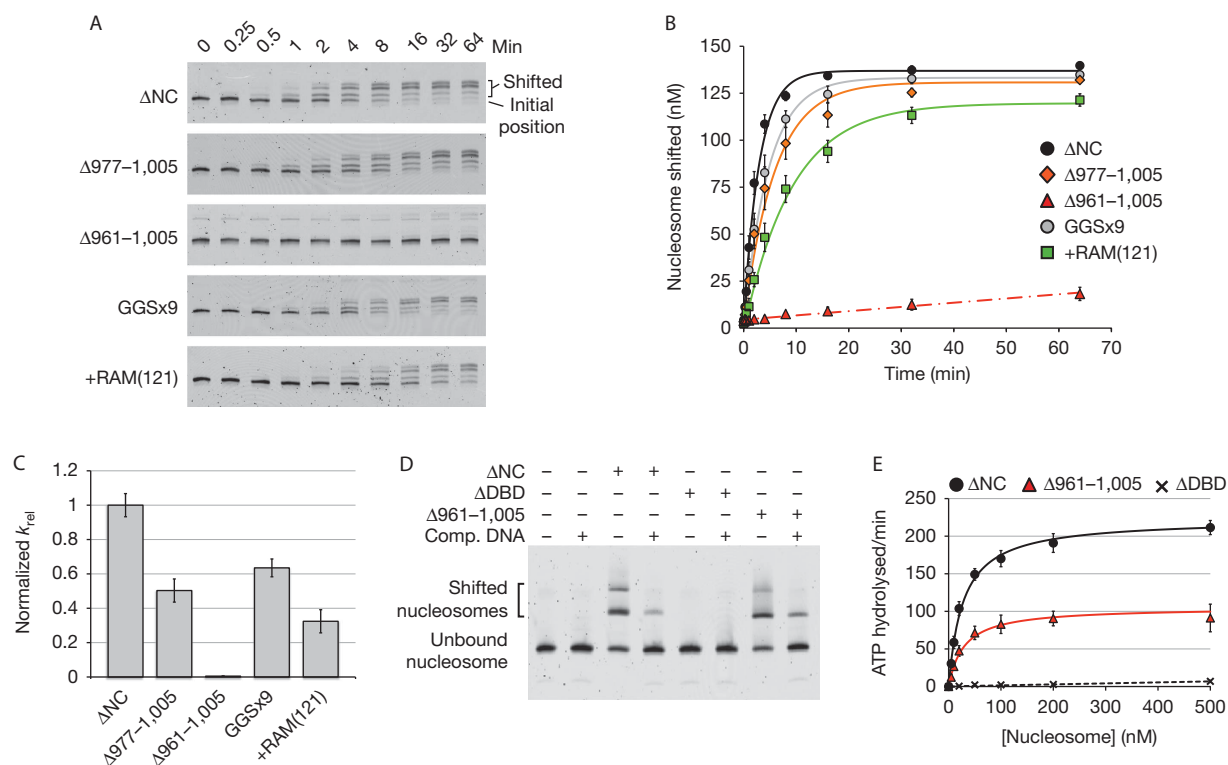 A
0 0.25 0.5 1 2 4 8 16 32 64 Min
ΔNC
Shifted
Initial
position
Δ977–1,005
Δ961–1,005
GGSx9
+RAM(121)
B
Nucleosome shifted (nM)
150
125
100
75
50
25
0
0 10 20 30 40 50 60 70
Time (min)
ΔNC
Δ977–1,005
Δ961–1,005
GGSx9
+RAM(121)
C
Normalized krel
1.2
1
0.8
0.6
0.4
0.2
0
ΔNC
Δ977–1,005
Δ961–1,005
GGSx9
+RAM(121)
D
ΔNC – – + + – – – –
ΔDBD – – – – + + – –
Δ961–1,005 – – – – – – + +
Comp. DNA – + – + – + – +
Shifted
nucleosomes
Unbound
nucleosome
E
ΔNC Δ961–1,005 ΔDBD
ATP hydrolysed/min
250
200
150
100
50
0
0 100 200 300 400 500
[Nucleosome] (nM)